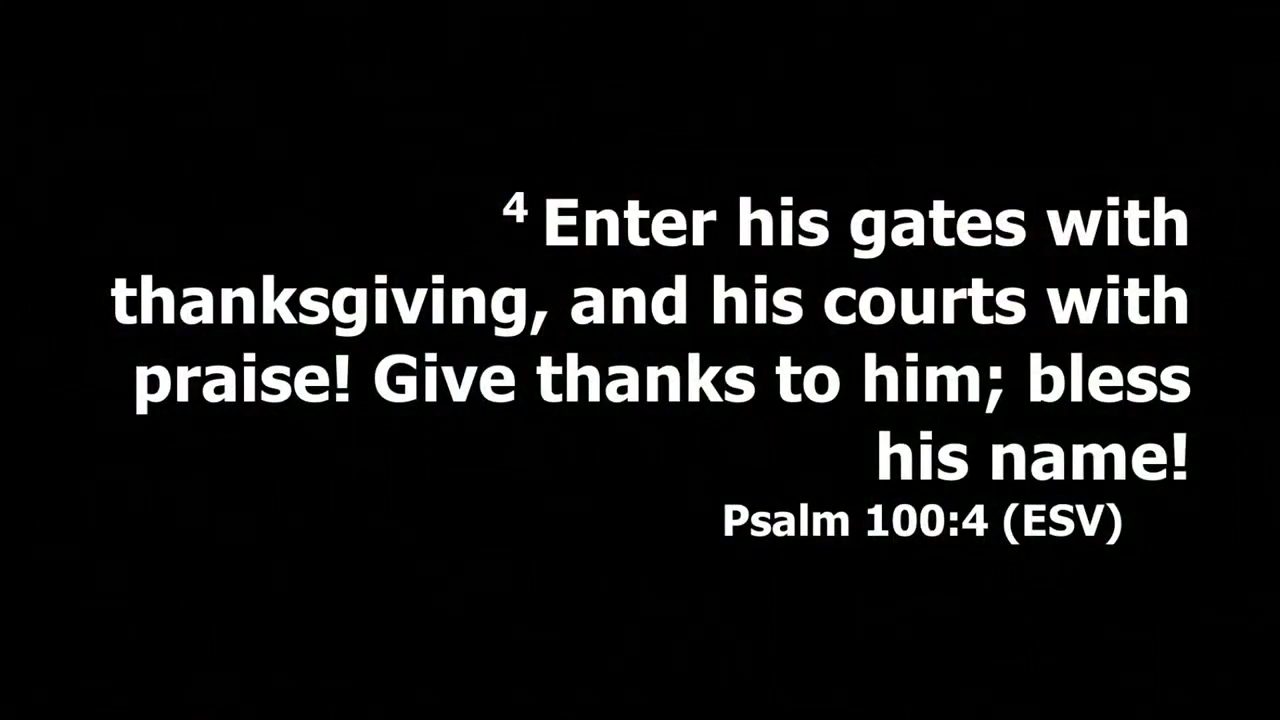 4 Enter his gates with
thanksgiving, and his courts with
praise! Give thanks to him; bless
his name!
Psalm 100:4 (ESV)